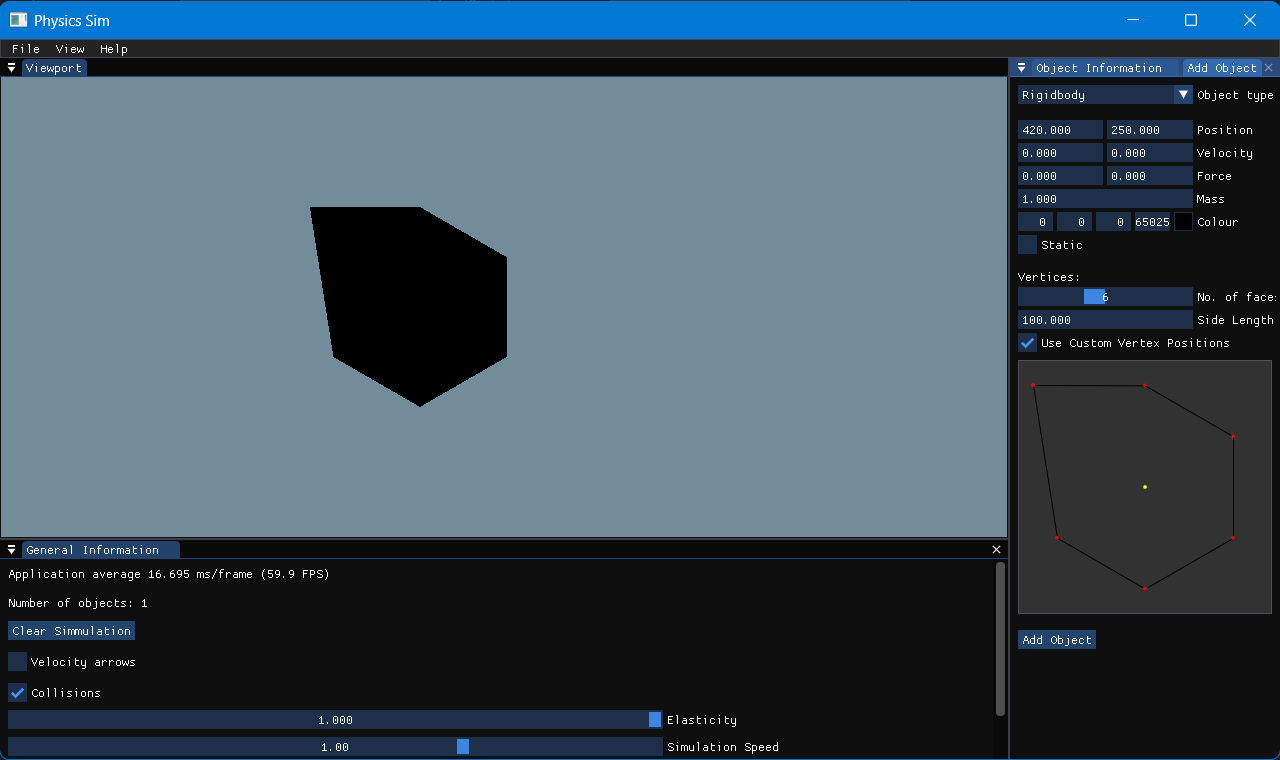 Physics Sim
File View Help
Viewport
Object Information Add Object
Rigidbody Object type
420.000 250.000 Position
0.000 0.000 Velocity
0.000 0.000 Force
1.000 Mass
0 0 0 65025 Colour
Static
Vertices:
6 No. of face
100.000 Side Length
Use Custom Vertex Positions
Add Object
General Information
Application average 16.695 ms/frame (59.9 FPS)
Number of objects: 1
Clear Simmulation
Velocity arrows
Collisions
1.000 Elasticity
1.00 Simulation Speed